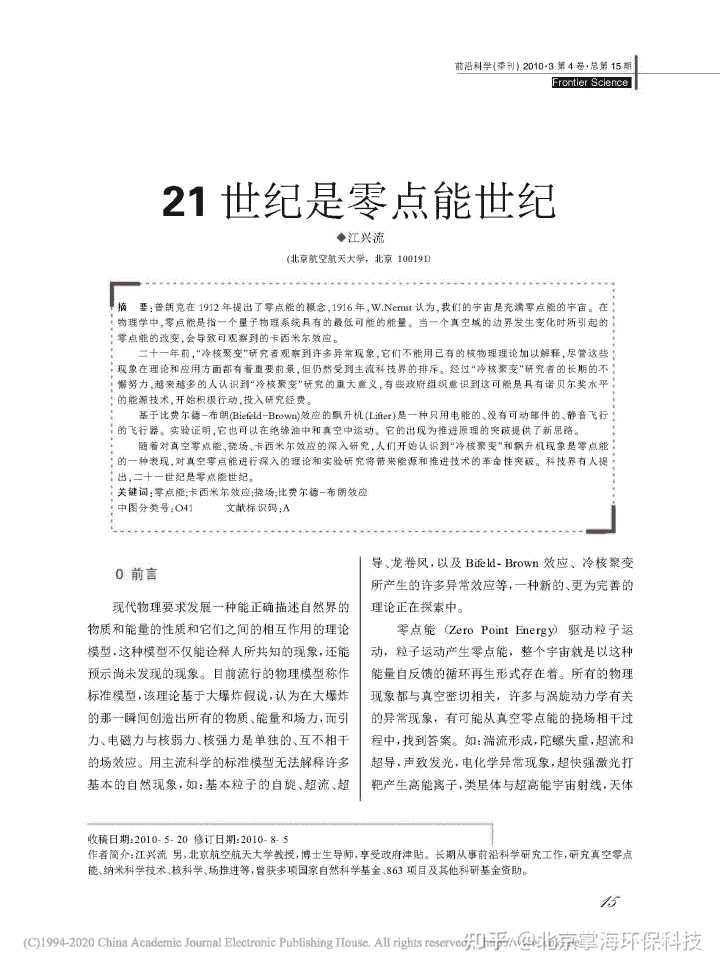 前沿科学(季刊) 2010·3 第 4 卷·总第 15 期
Frontier Science
21 世纪是零点能世纪
◆江兴流
(北京航空航天大学，北京 100191)
摘 要:普朗克在 1912 年提出了零点能的概念,1916 年,W.Nernst 认为,我们的宇宙是充满零点能的宇宙。在
物理学中,零点能是指一个量子物理系统具有的最低可能的能量。当一个真空域的边界发生变化时所引起的
零点能的改变,会导致可观察到的卡西米尔效应。
二十一年前,“冷核聚变”研究者观察到许多异常现象,它们不能用已有的核物理理论加以解释,尽管这些
现象在理论和应用方面都有着重要前景,但仍然受到主流科技界的排斥。经过“冷核聚变”研究者的长期的不
懈努力,越来越多的人认识到“冷核聚变”研究的重大意义,有些政府组织意识到这可能是具有诺贝尔奖水平
的能源技术,开始积极行动,投入研究经费。
基于比费尔德-布朗(Biefeld-Brown)效应的飘升机(Lifter)是一种只用电能的、没有可动部件的、静音飞行
的飞行器。实验证明,它也可以在绝缘油中和真空中运动。它的出现为推进原理的突破提供了新思路。
随着对真空零点能、挠场、卡西米尔效应的深入研究,人们开始认识到“冷核聚变”和飘升机现象是零点能
的一种表现,对真空零点能进行深入的理论和实验研究将带来能源和推进技术的革命性突破。科技界有人提
出,二十一世纪是零点能世纪。
关键词:零点能;卡西米尔效应;挠场;比费尔德-布朗效应
中图分类号:O41 文献标识码:A
0 前言
现代物理要求发展一种能正确描述自然界的
物质和能量的性质和它们之间的相互作用的理论
模型,这种模型不仅能诠释人所共知的现象,还能
预示尚未发现的现象。目前流行的物理模型称作
标准模型,该理论基于大爆炸假说,认为在大爆炸
的那一瞬间创造出所有的物质、能量和场力,而引
力、电磁力与核弱力、核强力是单独的、互不相干
的场效应。用主流科学的标准模型无法解释许多
基本的自然现象,如:基本粒子的自旋、超流、超
导、龙卷风,以及 Bifeld- Brown 效应、冷核聚变
所产生的许多异常效应等,一种新的、更为完善的
理论正在探索中。
零点能 (Zero Point Energy) 驱动粒子运
动，粒子运动产生零点能，整个宇宙就是以这种
能量自反馈的循环再生形式存在着。所有的物理
现象都与真空密切相关，许多与涡旋动力学有关
的异常现象，有可能从真空零点能的挠场相干过
程中,找到答案。如:湍流形成,陀螺失重,超流和
超导,声致发光,电化学异常现象,超快强激光打
靶产生高能离子,类星体与超高能宇宙射线,天体
收稿日期:2010- 5- 20 修订日期:2010- 8- 5
作者简介:江兴流 男,北京航空航天大学教授,博士生导师,享受政府津贴。长期从事前沿科学研究工作,研究真空零点
能、纳米科学技术、核科学、场推进等,曾获多项国家自然科学基金、863 项目及其他科研基金资助。
15
(C)1994-2020 China Academic Journal Electronic Publishing House. All rights reserved.
知乎 @北京掌海环保科技